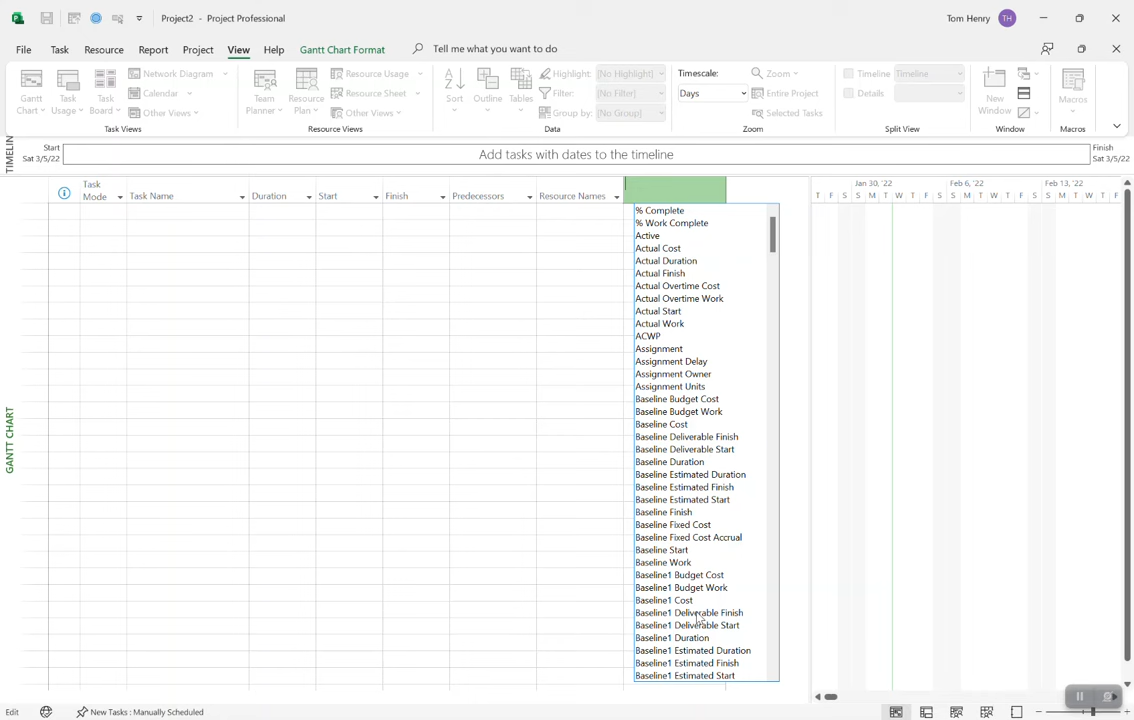 Project2 - Project Professional
Tom Henry TH
File Task Resource Report Project View Help Gantt Chart Format Tell me what you want to do
Gantt Chart
Task Usage
Task Board
Network Diagram
Calendar
Other Views
Task Views
Team Planner
Resource Plan
Resource Usage
Resource Sheet
Other Views
Resource Views
Sort
Outline
Tables
Highlight: [No Highlight]
Filter: [No Filter]
Group by: [No Group]
Data
Timescale:
Days
Zoom
Entire Project
Selected Tasks
Zoom
Timeline Timeline
Details
Split View
New Window
Window
Macros
Macros
TIMELIN
Start
Sat 3/5/22
Add tasks with dates to the timeline
Finish
Sat 3/5/22
Task Mode Task Name Duration Start Finish Predecessors Resource Names
Jan 30, '22 Feb 6, '22 Feb 13, '22
T F S S M T W T F S S M T W T F S S M T W T F
% Complete
% Work Complete
Active
Actual Cost
Actual Duration
Actual Finish
Actual Overtime Cost
Actual Overtime Work
Actual Start
Actual Work
ACWP
Assignment
Assignment Delay
Assignment Owner
Assignment Units
Baseline Budget Cost
Baseline Budget Work
Baseline Cost
Baseline Deliverable Finish
Baseline Deliverable Start
Baseline Duration
Baseline Estimated Duration
Baseline Estimated Finish
Baseline Estimated Start
Baseline Finish
Baseline Fixed Cost
Baseline Fixed Cost Accrual
Baseline Start
Baseline Work
Baseline1 Budget Cost
Baseline1 Budget Work
Baseline1 Cost
Baseline1 Deliverable Finish
Baseline1 Deliverable Start
Baseline1 Duration
Baseline1 Estimated Duration
Baseline1 Estimated Finish
Baseline1 Estimated Start
GANTT CHART
Edit New Tasks : Manually Scheduled